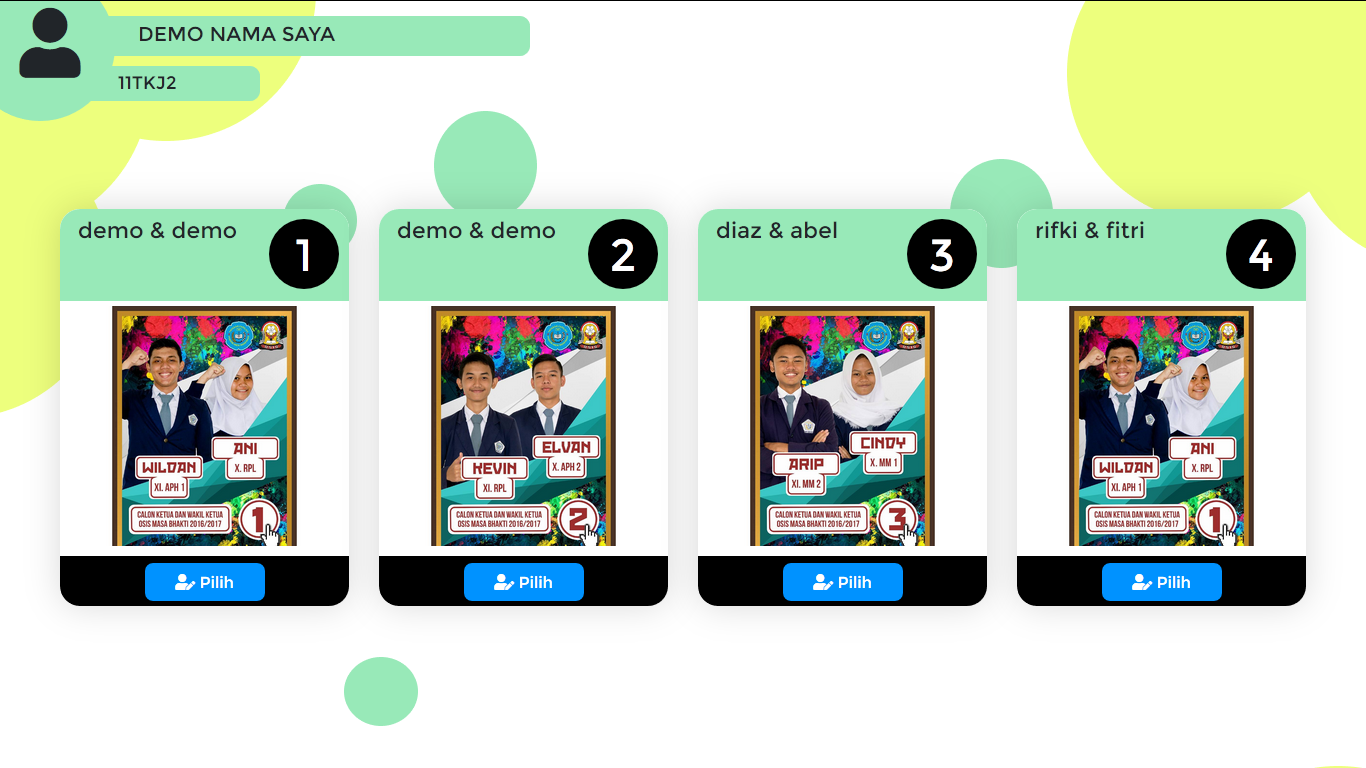 DEMO NAMA SAYA
11TKJ2
demo & demo
1
WILDAN
XI. APH 1
ANI
X. RPL
CALON KETUA DAN WAKIL KETUA
OSIS MASA BHAKTI 2016/2017
1
Pilih
demo & demo
2
KEVIN
XI. RPL
ELVAN
X. APH 2
CALON KETUA DAN WAKIL KETUA
OSIS MASA BHAKTI 2016/2017
2
Pilih
diaz & abel
3
ARIP
XI. MM 2
CINDY
X. MM 1
CALON KETUA DAN WAKIL KETUA
OSIS MASA BHAKTI 2016/2017
3
Pilih
rifki & fitri
4
WILDAN
XI. APH 1
ANI
X. RPL
CALON KETUA DAN WAKIL KETUA
OSIS MASA BHAKTI 2016/2017
1
Pilih